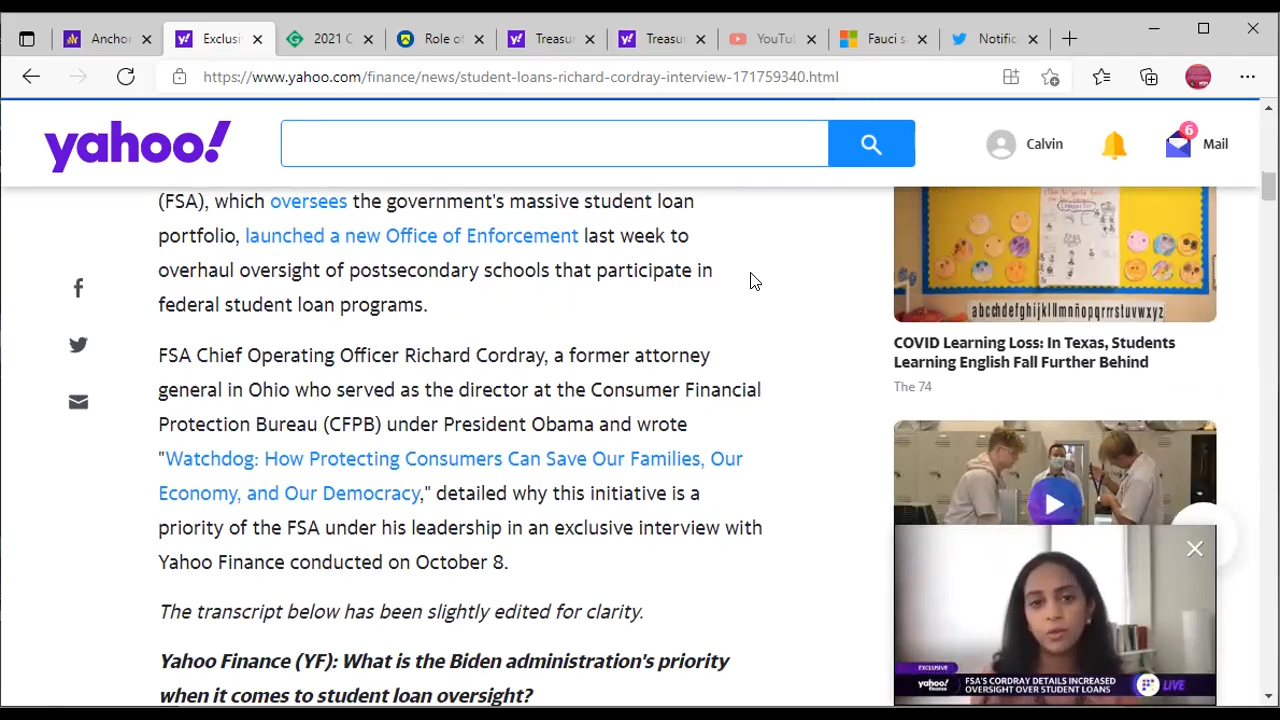 Anchor
Exclusi
2021 C
Role of
Treasu
Treasu
YouTu
Fauci s
Notific
https://www.yahoo.com/finance/news/student-loans-richard-cordray-interview-171759340.html
yahoo!
Calvin
6
Mail
(FSA), which oversees the government's massive student loan
portfolio, launched a new Office of Enforcement last week to
overhaul oversight of postsecondary schools that participate in
federal student loan programs.
FSA Chief Operating Officer Richard Cordray, a former attorney
general in Ohio who served as the director at the Consumer Financial
Protection Bureau (CFPB) under President Obama and wrote
"Watchdog: How Protecting Consumers Can Save Our Families, Our
Economy, and Our Democracy," detailed why this initiative is a
priority of the FSA under his leadership in an exclusive interview with
Yahoo Finance conducted on October 8.
The transcript below has been slightly edited for clarity.
Yahoo Finance (YF): What is the Biden administration's priority
when it comes to student loan oversight?
abcdefghijklmnñopqrrrstuvwxyz
COVID Learning Loss: In Texas, Students
Learning English Fall Further Behind
The 74
EXCLUSIVE
yahoo!
finance
FSA'S CORDRAY DETAILS INCREASED
OVERSIGHT OVER STUDENT LOANS
LIVE